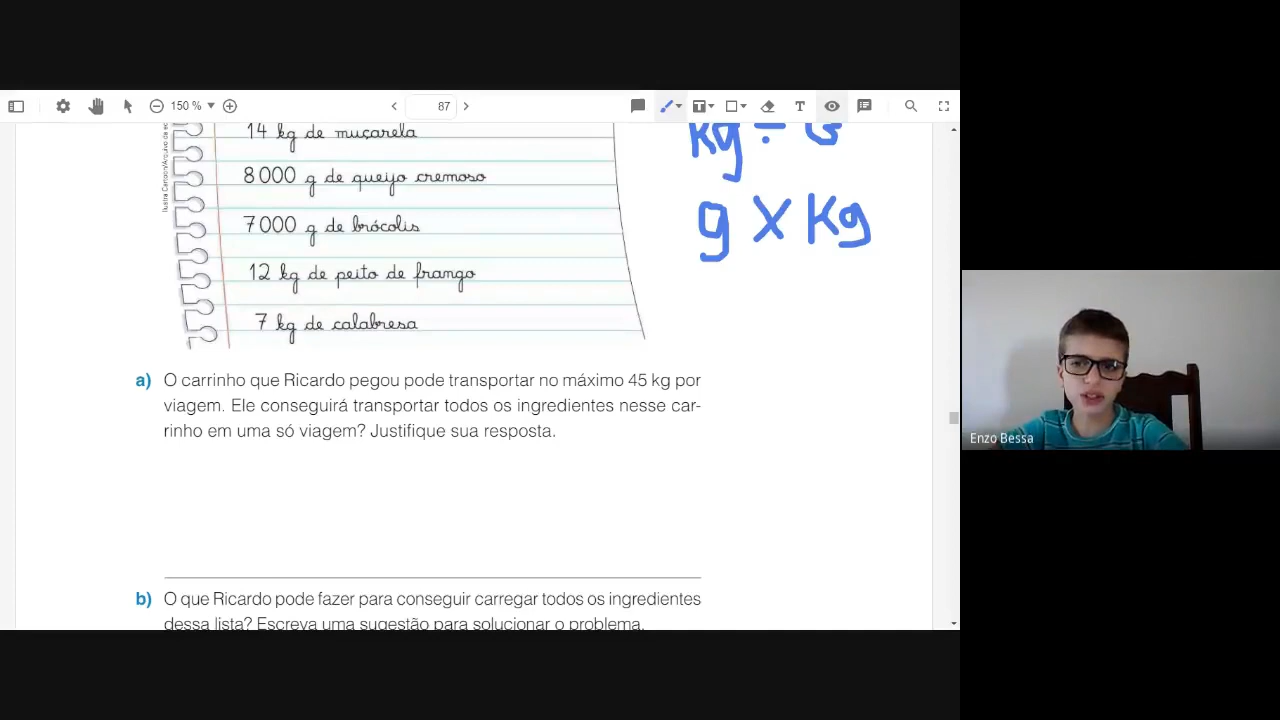 150 %
87
14 kg de muçarela
kg ÷
8 000 g de queijo cremoso
g x kg
7 000 g de brócolis
12 kg de peito de frango
7 kg de calabresa
a) O carrinho que Ricardo pegou pode transportar no máximo 45 kg por
viagem. Ele conseguirá transportar todos os ingredientes nesse car-
rinho em uma só viagem? Justifique sua resposta.
Enzo Bessa
b) O que Ricardo pode fazer para conseguir carregar todos os ingredientes
dessa lista? Escreva uma sugestão para solucionar o problema.